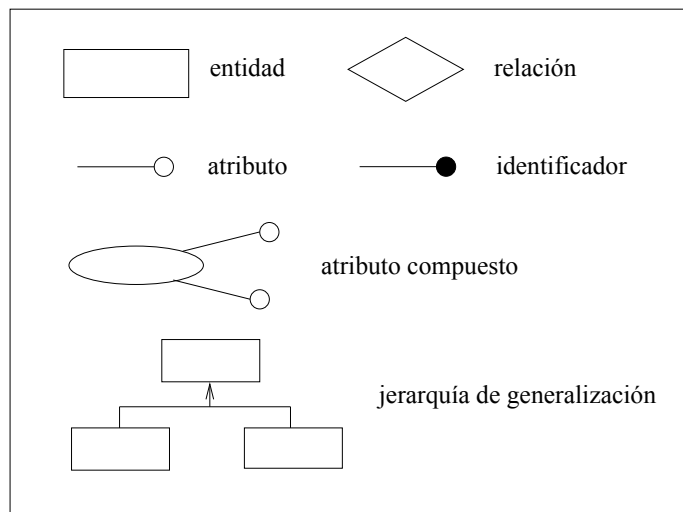 entidad
relación
atributo
identificador
atributo compuesto
jerarquía de generalización